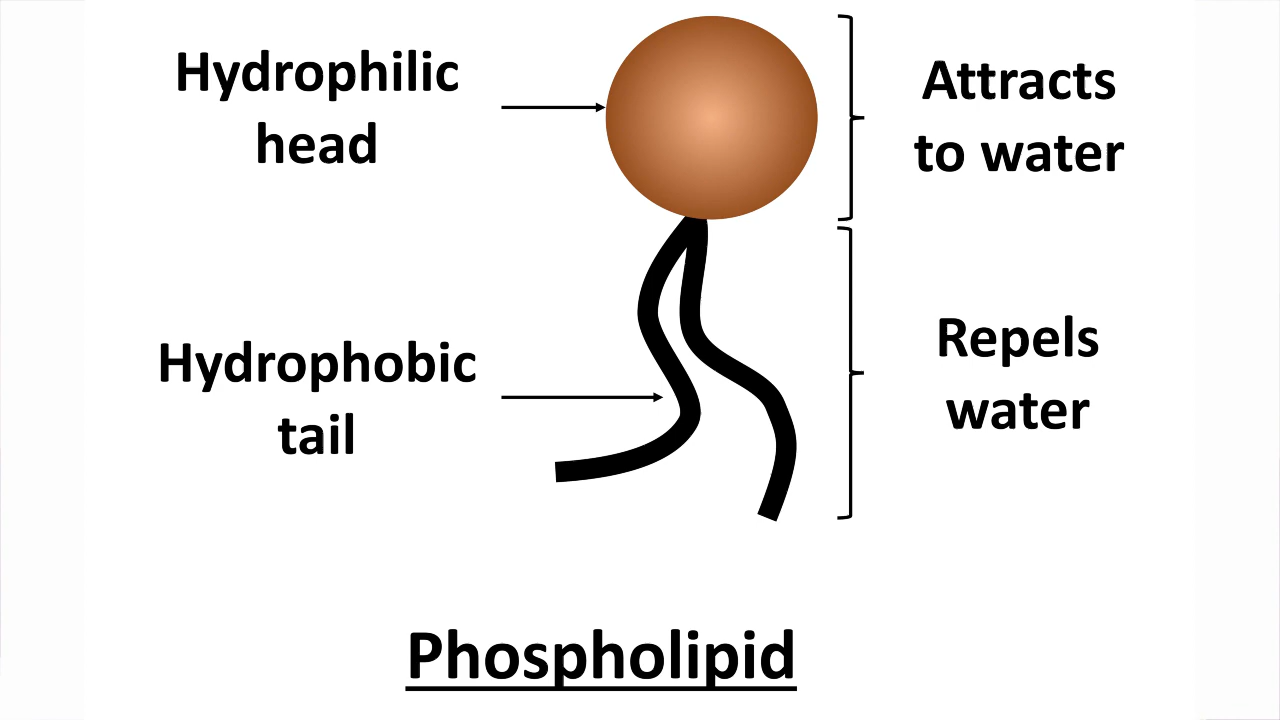 Hydrophilic
head
Attracts
to water
Hydrophobic
tail
Repels
water
Phospholipid